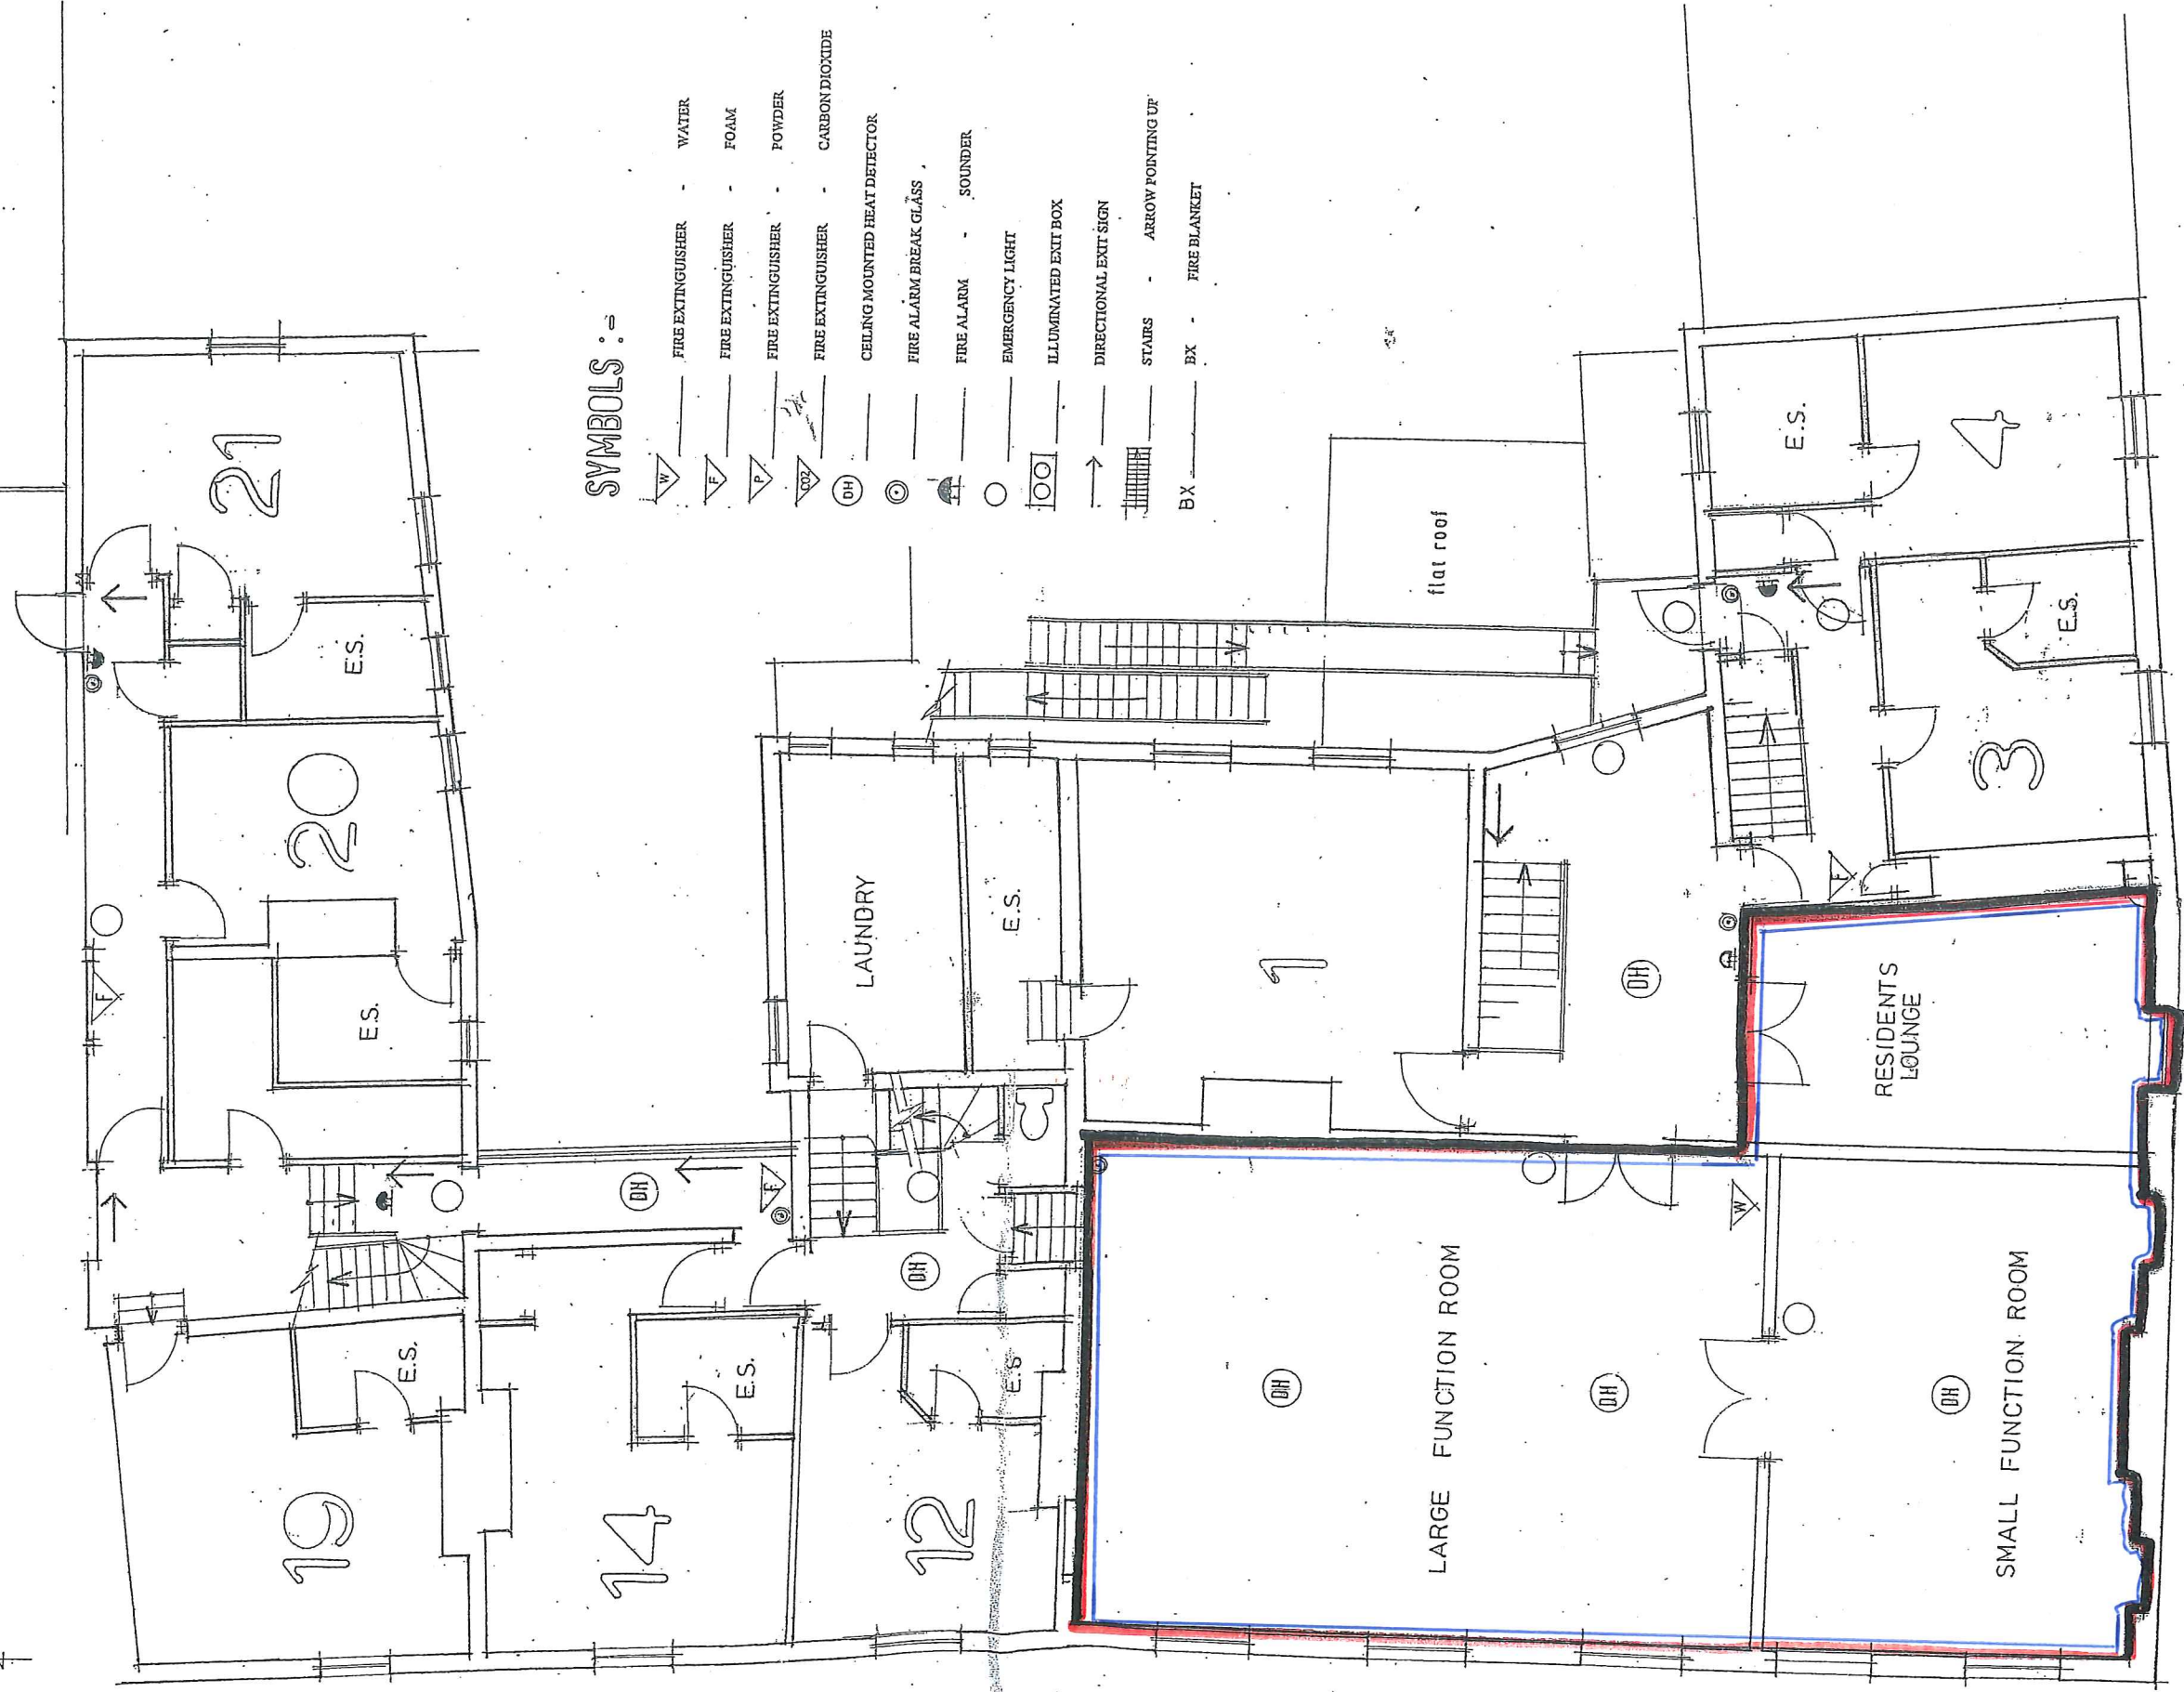 SYMBOLS :-
W FIRE EXTINGUISHER - WATER
F FIRE EXTINGUISHER - FOAM
P FIRE EXTINGUISHER - POWDER
CO2 FIRE EXTINGUISHER - CARBON DIOXIDE
DH CEILING MOUNTED HEAT DETECTOR
FIRE ALARM BREAK GLASS
FIRE ALARM - SOUNDER
EMERGENCY LIGHT
ILLUMINATED EXIT BOX
DIRECTIONAL EXIT SIGN
STAIRS - ARROW POINTING UP
BX BX - FIRE BLANKET
21
E.S.
20
E.S.
F
DH
F
19
E.S.
14
E.S.
12
E.S
DH
LAUNDRY
E.S.
1
DH
flat roof
E.S.
4
E.S.
3
F
RESIDENTS
LOUNGE
W
LARGE FUNCTION ROOM
DH
DH
SMALL FUNCTION ROOM
DH